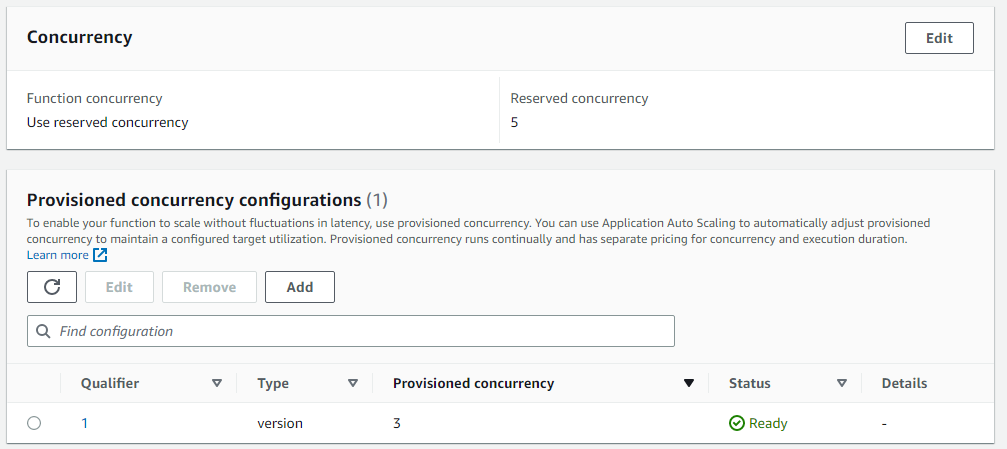 Concurrency
Edit
Function concurrency
Reserved concurrency
Use reserved concurrency
5
Provisioned concurrency configurations (1)
To enable your function to scale without fluctuations in latency, use provisioned concurrency. You can use Application Auto Scaling to automatically adjust provisioned
concurrency to maintain a configured target utilization. Provisioned concurrency runs continually and has separate pricing for concurrency and execution duration.
Learn more
Edit
Remove
Add
Find configuration
Qualifier
Type
Provisioned concurrency
Status
Details
1
version
3
Ready
-